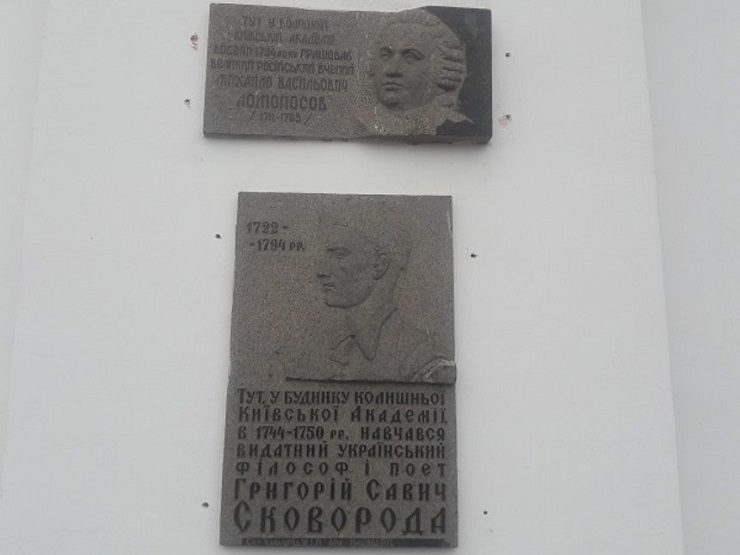 ТУТ У КОЛИШНІЙ
КИЇВСЬКІЙ АКАДЕМІЇ
ВОСЕНИ 1734 РОКУ ПРАЦЮВАВ
ВЕЛИКИЙ РОСІЙСЬКИЙ ВЧЕНИЙ
МИХАЙЛО ВАСИЛЬОВИЧ
ЛОМОНОСОВ
/1711-1765/
1722-
-1794 РР.
ТУТ, У БУДИНКУ КОЛИШНЬОЇ
КИЇВСЬКОЇ АКАДЕМІЇ,
В 1744-1750 РР. НАВЧАВСЯ
ВИДАТНИЙ УКРАЇНСЬКИЙ
ФІЛОСОФ І ПОЕТ
ГРИГОРІЙ САВИЧ
СКОВОРОДА